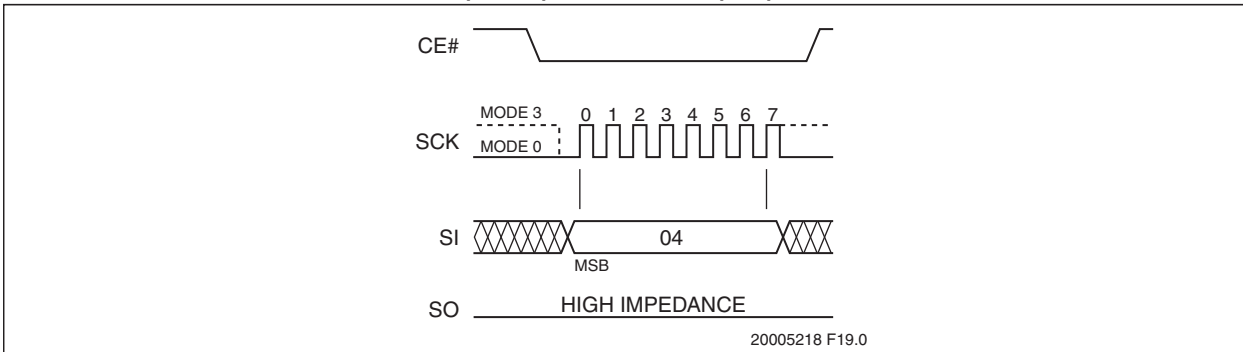 CE#
MODE 3 0 1 2 3 4 5 6 7
SCK MODE 0
SI 04
MSB
SO HIGH IMPEDANCE
20005218 F19.0